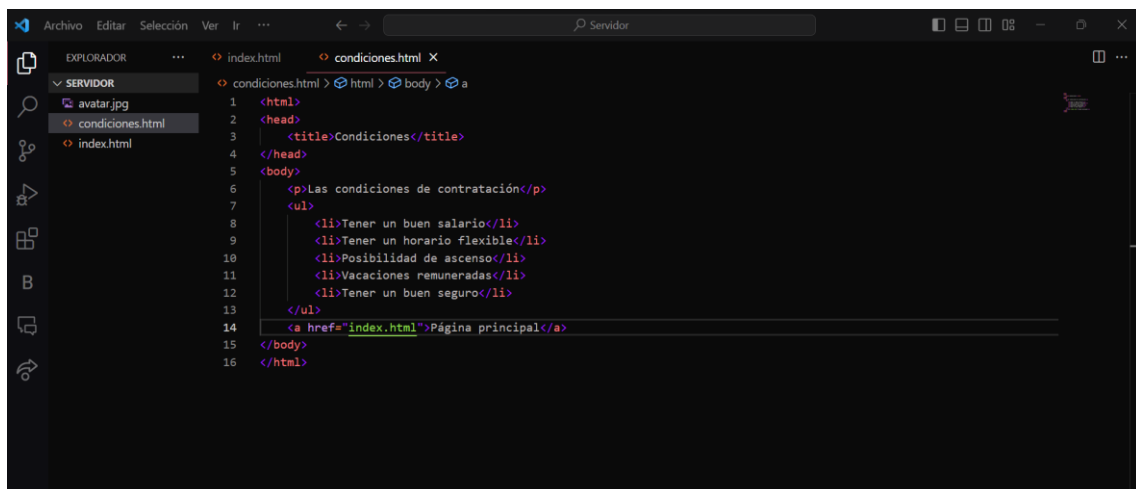 Archivo Editar Selección Ver Ir ··· Servidor
EXPLORADOR ··· index.html condiciones.html
SERVIDOR condiciones.html > html > body > a
avatar.jpg
condiciones.html
index.html
1 <html>
2 <head>
3 <title>Condiciones</title>
4 </head>
5 <body>
6 <p>Las condiciones de contratación</p>
7 <ul>
8 <li>Tener un buen salario</li>
9 <li>Tener un horario flexible</li>
10 <li>Posibilidad de ascenso</li>
11 <li>Vacaciones remuneradas</li>
12 <li>Tener un buen seguro</li>
13 </ul>
14 <a href="index.html">Página principal</a>
15 </body>
16 </html>
B